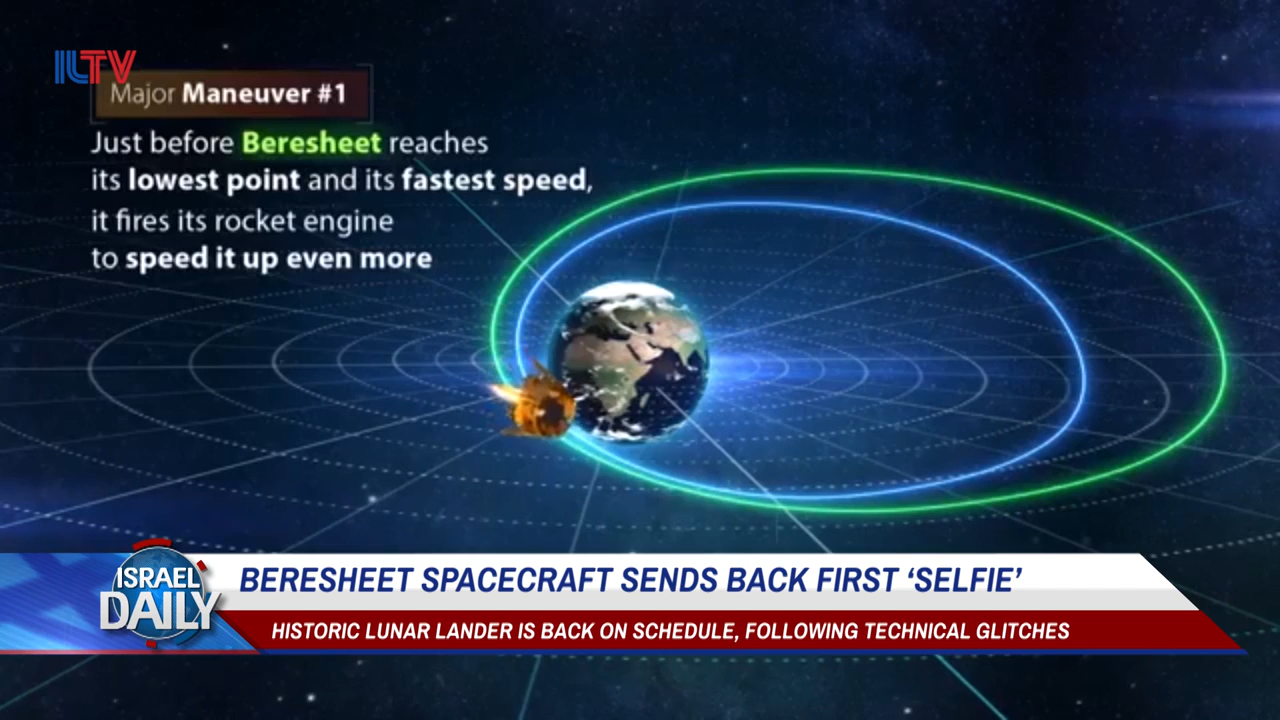 ILTV
Major Maneuver #1
Just before Beresheet reaches
its lowest point and its fastest speed,
it fires its rocket engine
to speed it up even more
ISRAEL
DAILY
BERESHEET SPACECRAFT SENDS BACK FIRST ‘SELFIE’
HISTORIC LUNAR LANDER IS BACK ON SCHEDULE, FOLLOWING TECHNICAL GLITCHES